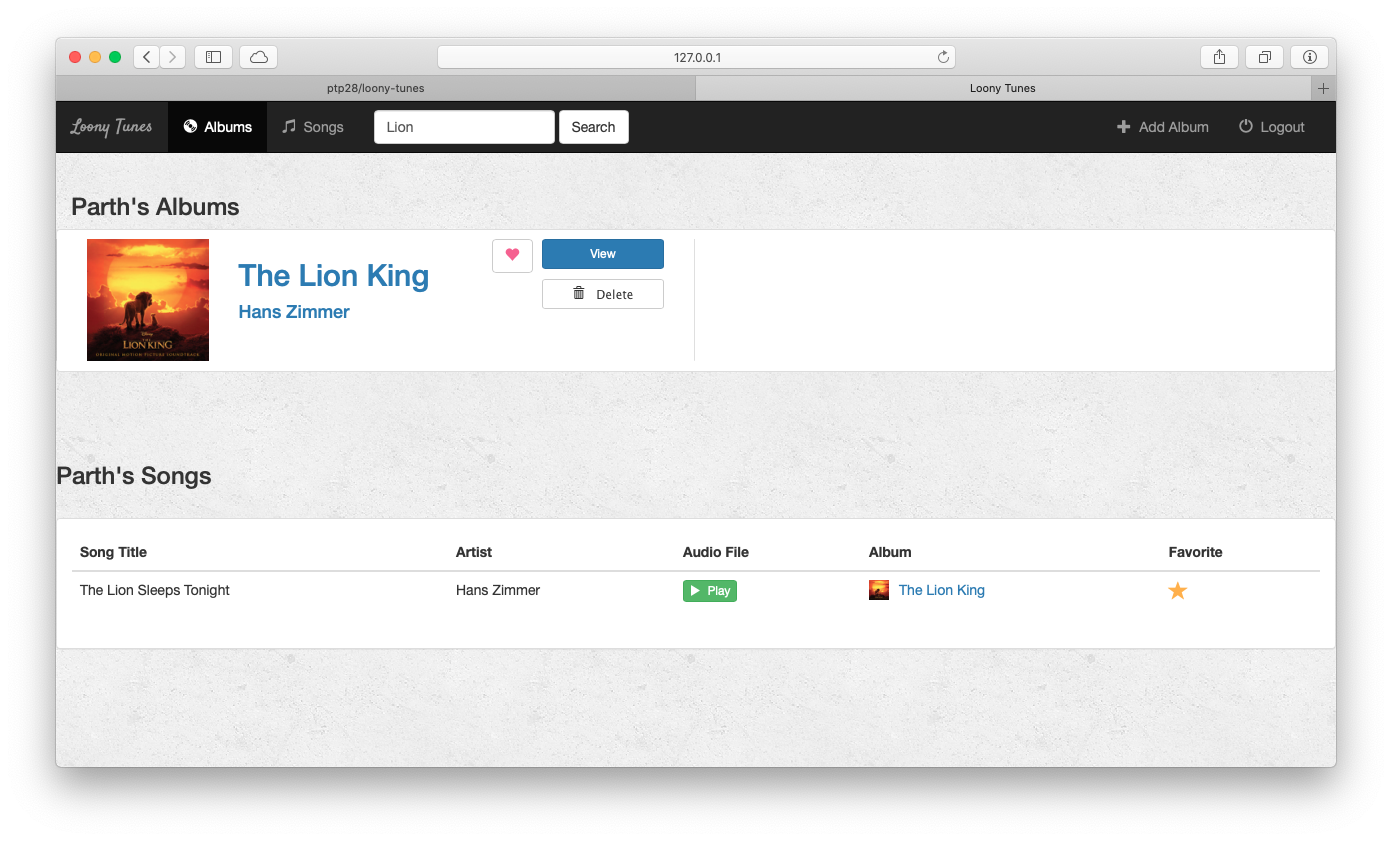 127.0.0.1
ptp28/loony-tunes
Loony Tunes
Loony Tunes
Albums
Songs
Lion
Search
Add Album
Logout
Parth's Albums
Disney
THE
LION KING
ORIGINAL MOTION PICTURE SOUNDTRACK
The Lion King
Hans Zimmer
View
Delete
Parth's Songs
Song Title Artist Audio File Album Favorite
The Lion Sleeps Tonight Hans Zimmer Play The Lion King